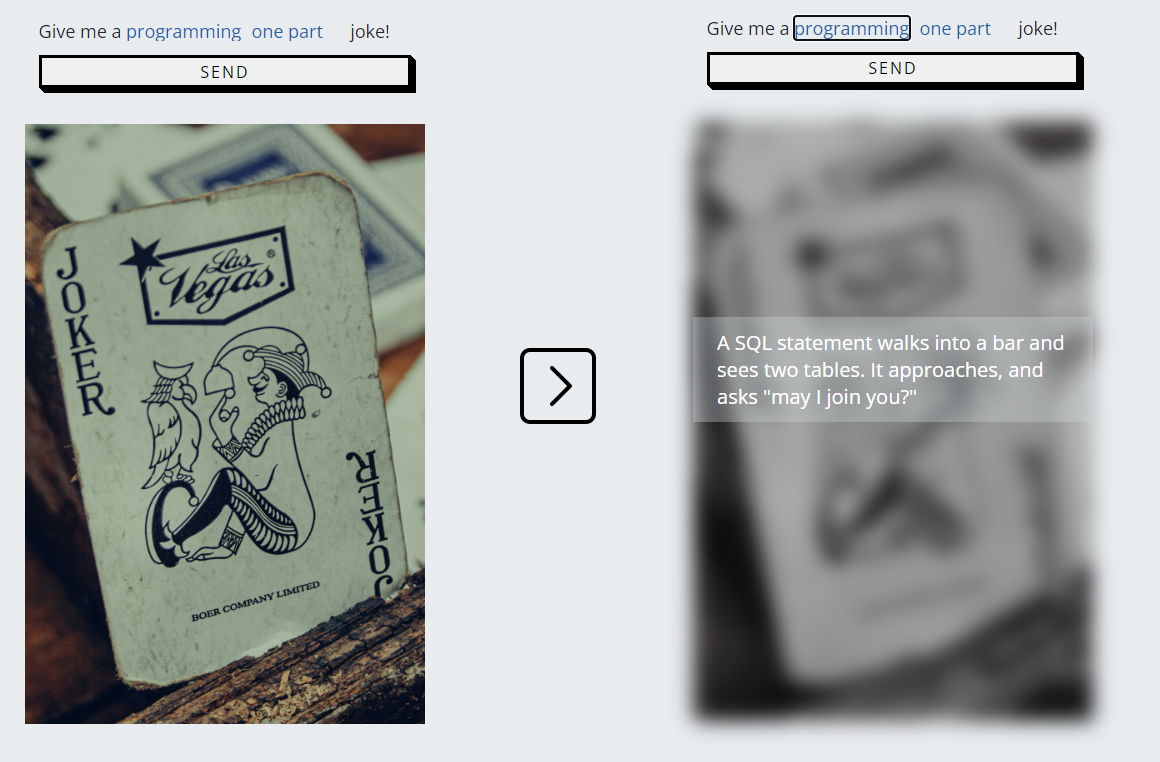 Give me a programming one part joke!
SEND
JOKER
Las
Vegas®
JOKER
BOER COMPANY LIMITED
Give me a programming one part joke!
SEND
A SQL statement walks into a bar and
sees two tables. It approaches, and
asks "may I join you?"